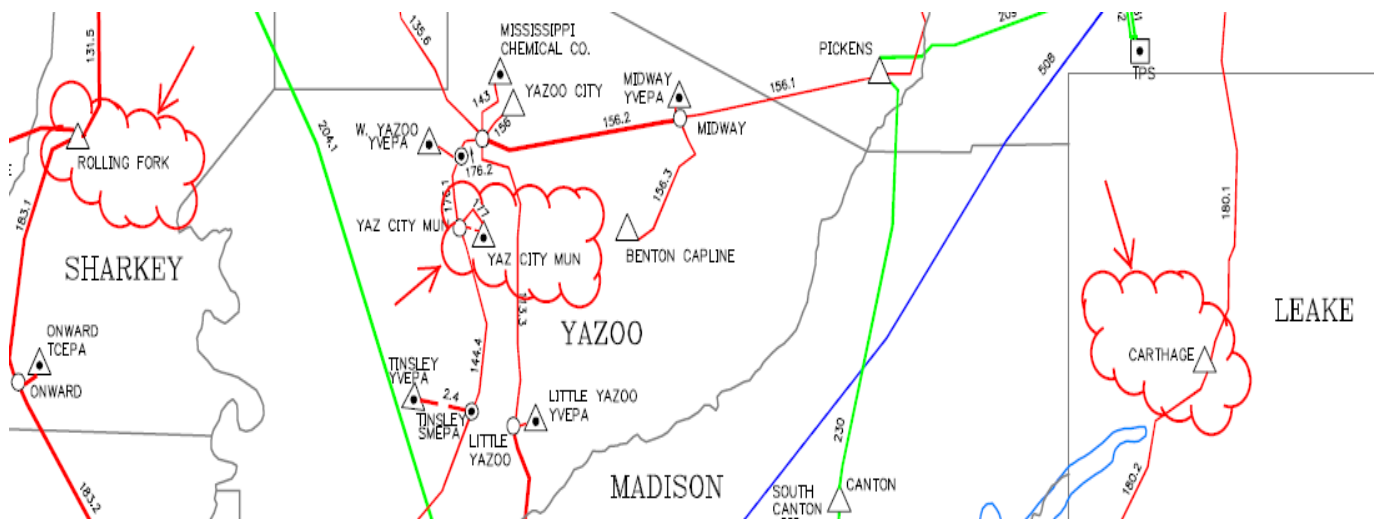 131.5
135.6
MISSISSIPPI
CHEMICAL CO.
PICKENS
209
508
TPS
143
YAZOO CITY
MIDWAY
YVEPA
156.1
204.1
W. YAZOO
YVEPA
156
156.2
MIDWAY
ROLLING FORK
176.2
183.1
176.1
177
156.3
180.1
YAZ CITY MUN
YAZ CITY MUN
BENTON CAPLINE
SHARKEY
YAZOO
LEAKE
ONWARD
TCEPA
144.4
CARTHAGE
ONWARD
TINSLEY
YVEPA
2.4
TINSLEY
SMEPA
LITTLE YAZOO
YVEPA
LITTLE
YAZOO
230
180.2
183.2
MADISON
SOUTH
CANTON
CANTON